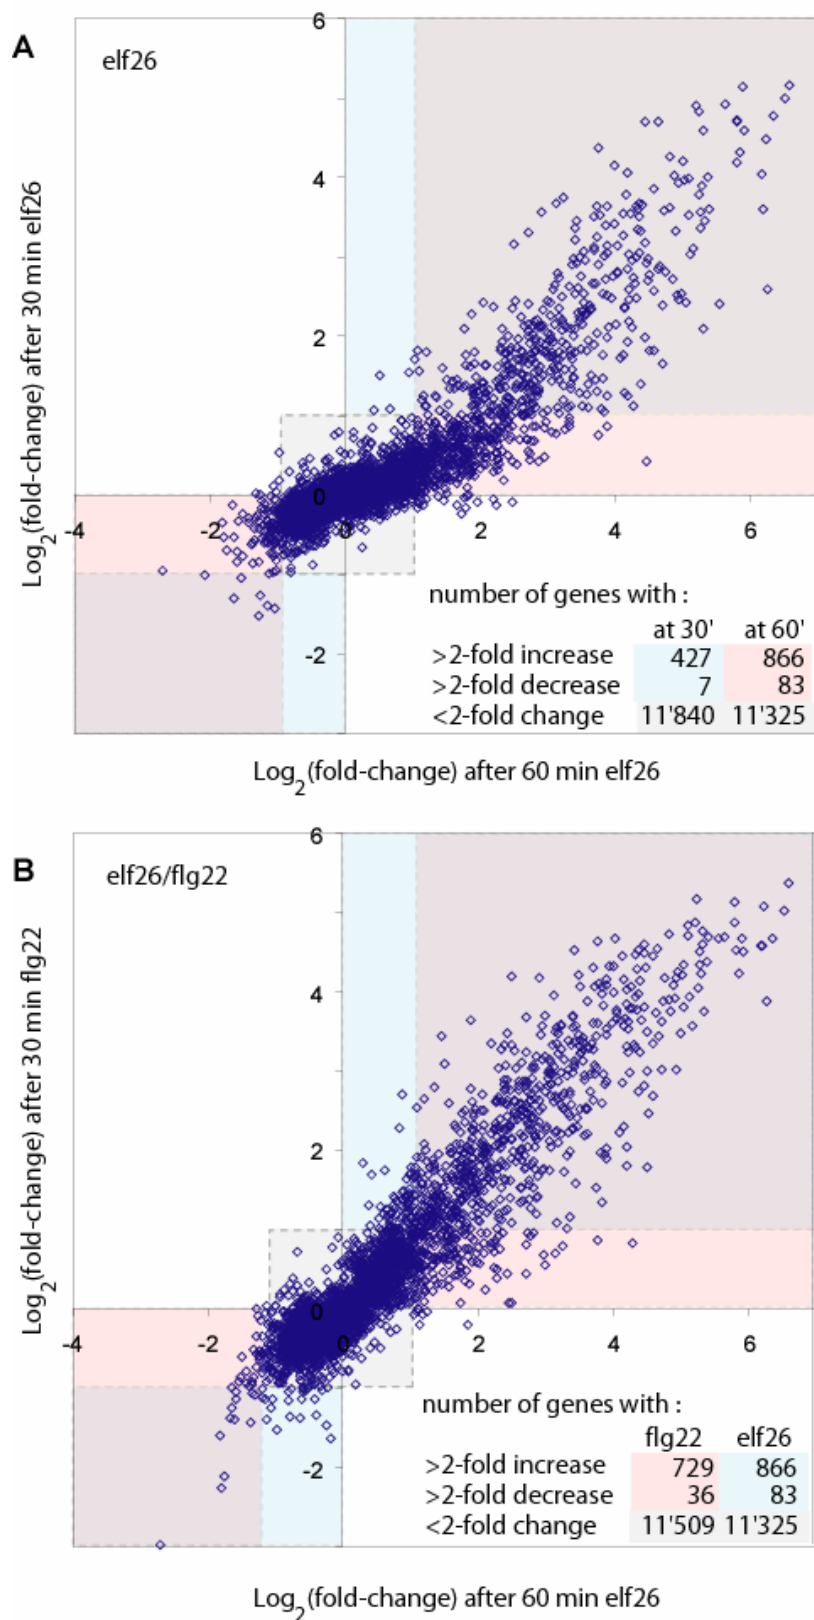 A
elf26
6
4
2
0
-2
-4
-2
0
2
4
6
Log2(fold-change) after 30 min elf26
number of genes with :
at 30' at 60'
>2-fold increase 427 866
>2-fold decrease 7 83
<2-fold change 11'840 11'325
Log2(fold-change) after 60 min elf26
B
elf26/flg22
6
4
2
0
-2
-4
-2
0
2
4
6
Log2(fold-change) after 30 min flg22
number of genes with :
flg22 elf26
>2-fold increase 729 866
>2-fold decrease 36 83
<2-fold change 11'509 11'325
Log2(fold-change) after 60 min elf26